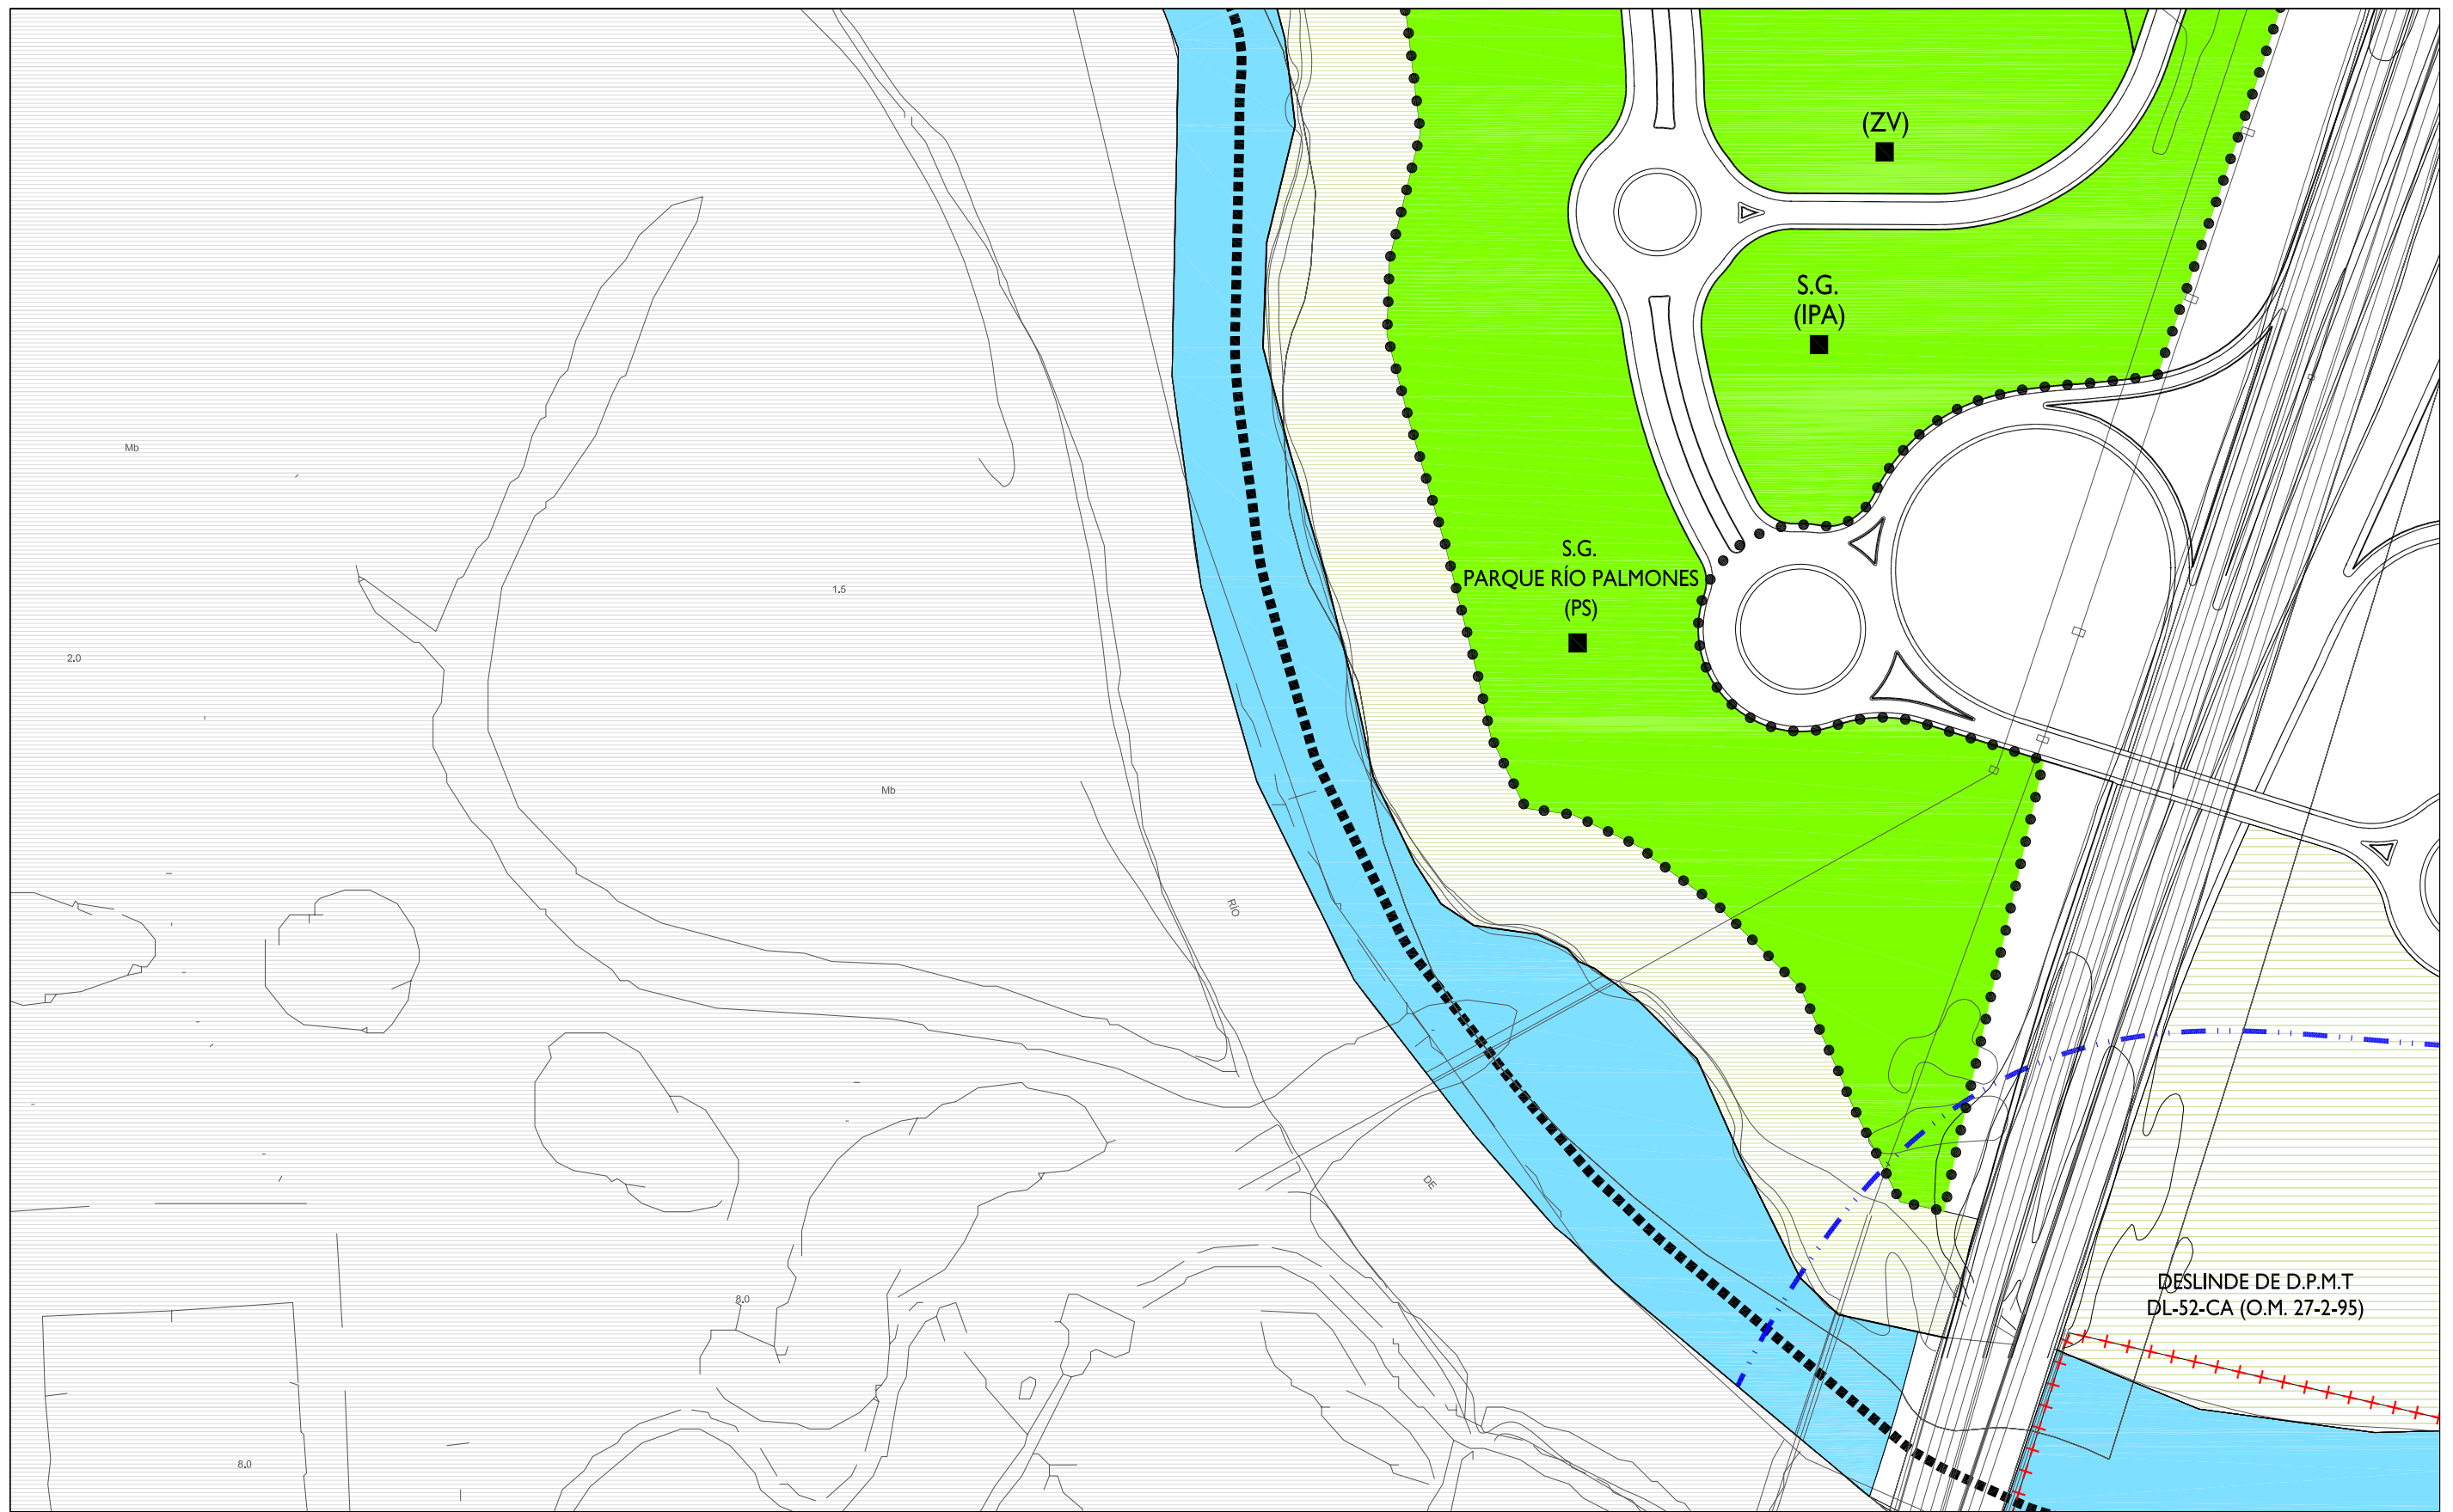 (ZV)
S.G.
(IPA)
Mb
S.G.
PARQUE RÍO PALMONES
(PS)
1.5
2.0
Mb
RÍO
DE
DESLINDE DE D.P.M.T
DL-52-CA (O.M. 27-2-95)
8.0
8.0